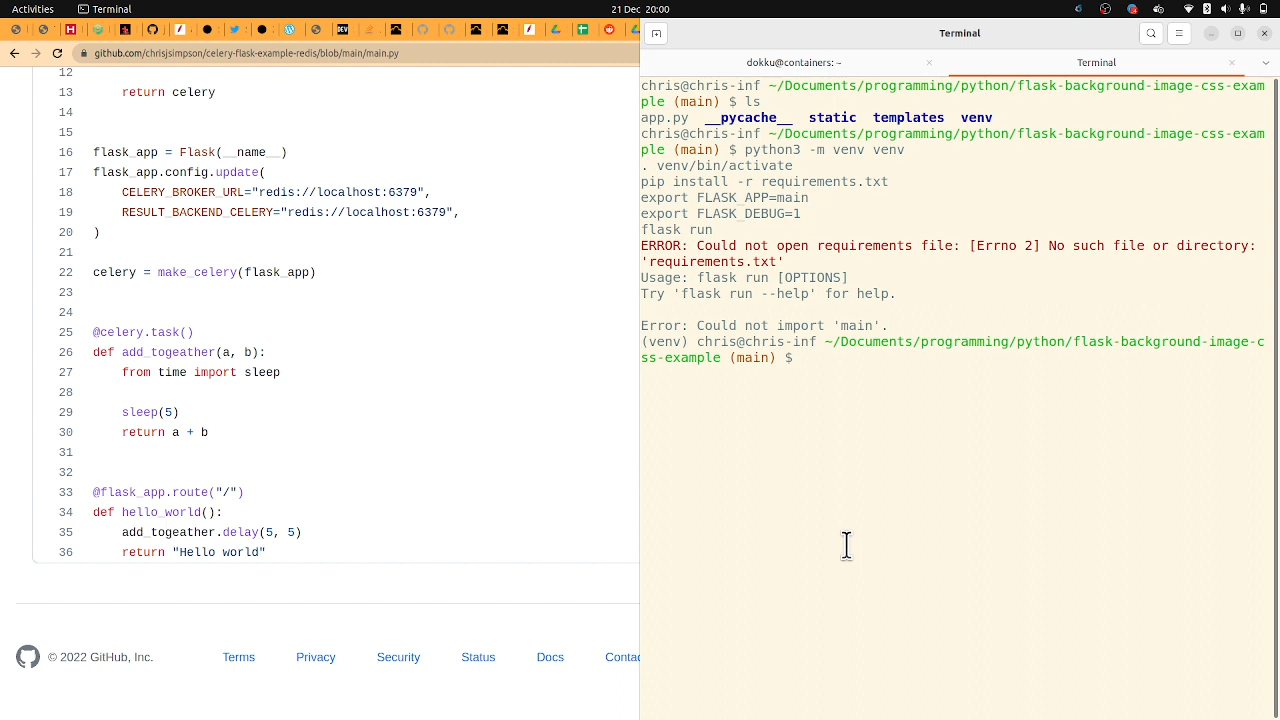 Activities
Terminal
21 Dec 20:00
github.com/chrisjsimpson/celery-flask-example-redis/blob/main/main.py
12
13 return celery
14
15
16 flask_app = Flask(__name__)
17 flask_app.config.update(
18 CELERY_BROKER_URL="redis://localhost:6379",
19 RESULT_BACKEND_CELERY="redis://localhost:6379",
20 )
21
22 celery = make_celery(flask_app)
23
24
25 @celery.task()
26 def add_togeather(a, b):
27 from time import sleep
28
29 sleep(5)
30 return a + b
31
32
33 @flask_app.route("/")
34 def hello_world():
35 add_togeather.delay(5, 5)
36 return "Hello world"
© 2022 GitHub, Inc.
Terms
Privacy
Security
Status
Docs
Contac
Terminal
dokku@containers: ~
Terminal
chris@chris-inf ~/Documents/programming/python/flask-background-image-css-exam
ple (main) $ ls
app.py __pycache__ static templates venv
chris@chris-inf ~/Documents/programming/python/flask-background-image-css-exam
ple (main) $ python3 -m venv venv
. venv/bin/activate
pip install -r requirements.txt
export FLASK_APP=main
export FLASK_DEBUG=1
flask run
ERROR: Could not open requirements file: [Errno 2] No such file or directory:
'requirements.txt'
Usage: flask run [OPTIONS]
Try 'flask run --help' for help.
Error: Could not import 'main'.
(venv) chris@chris-inf ~/Documents/programming/python/flask-background-image-c
ss-example (main) $